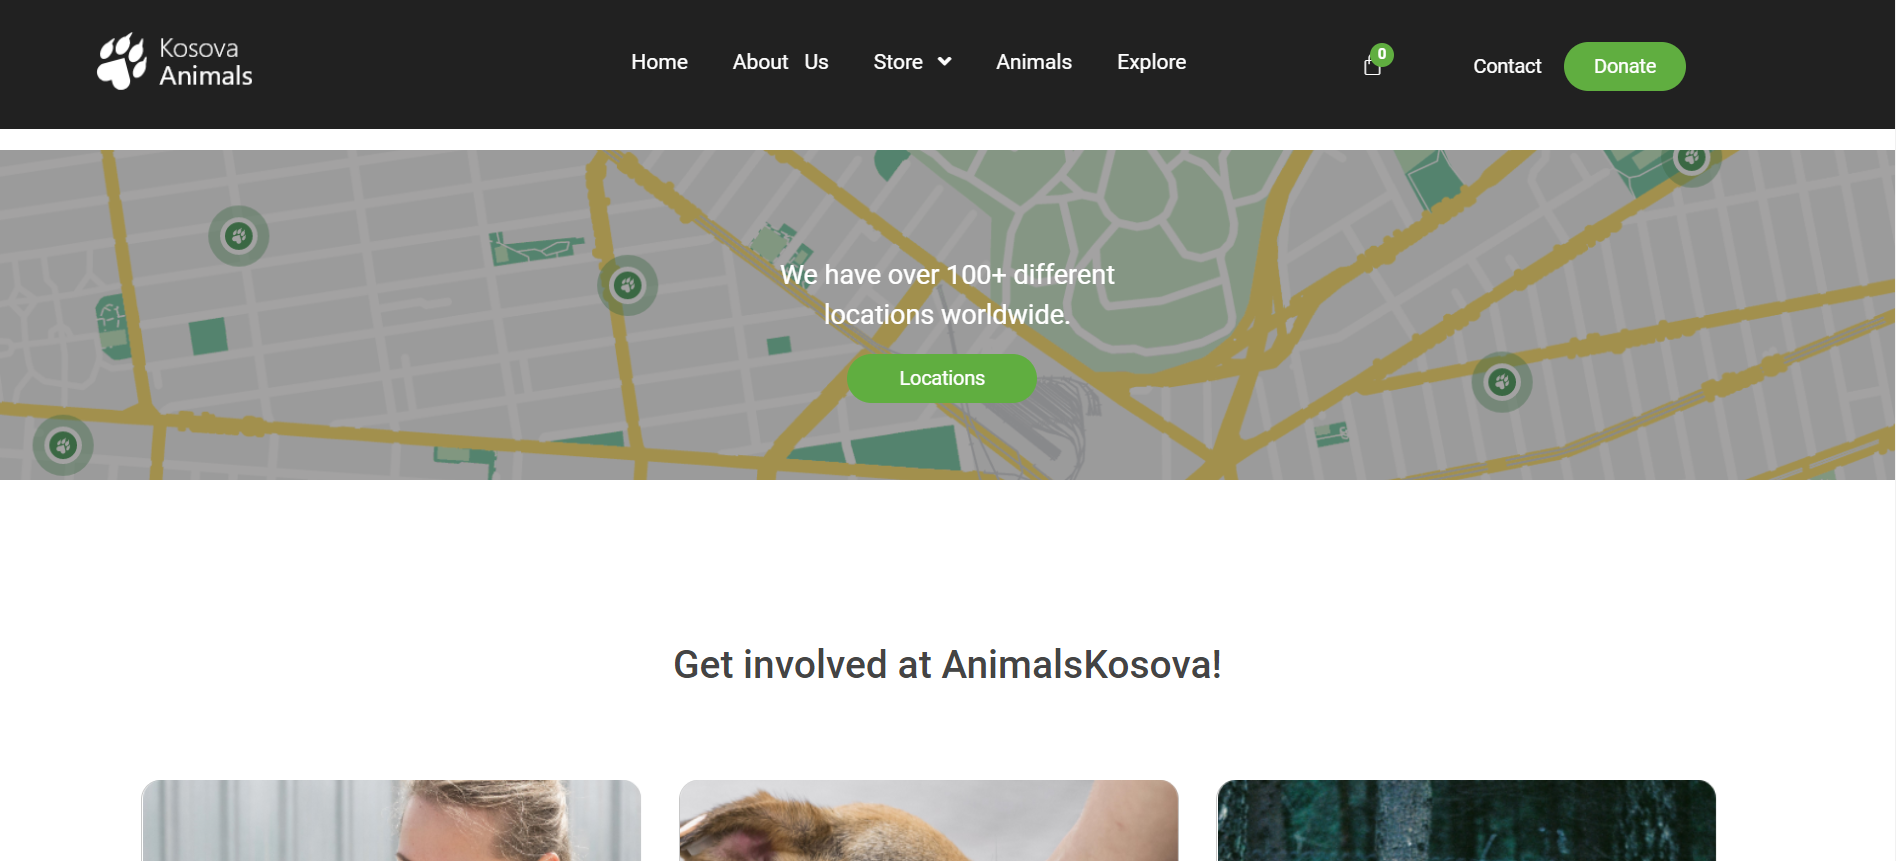 Kosova
Animals
Home About Us Store Animals Explore
0
Contact Donate
We have over 100+ different
locations worldwide.
Locations
Get involved at AnimalsKosova!